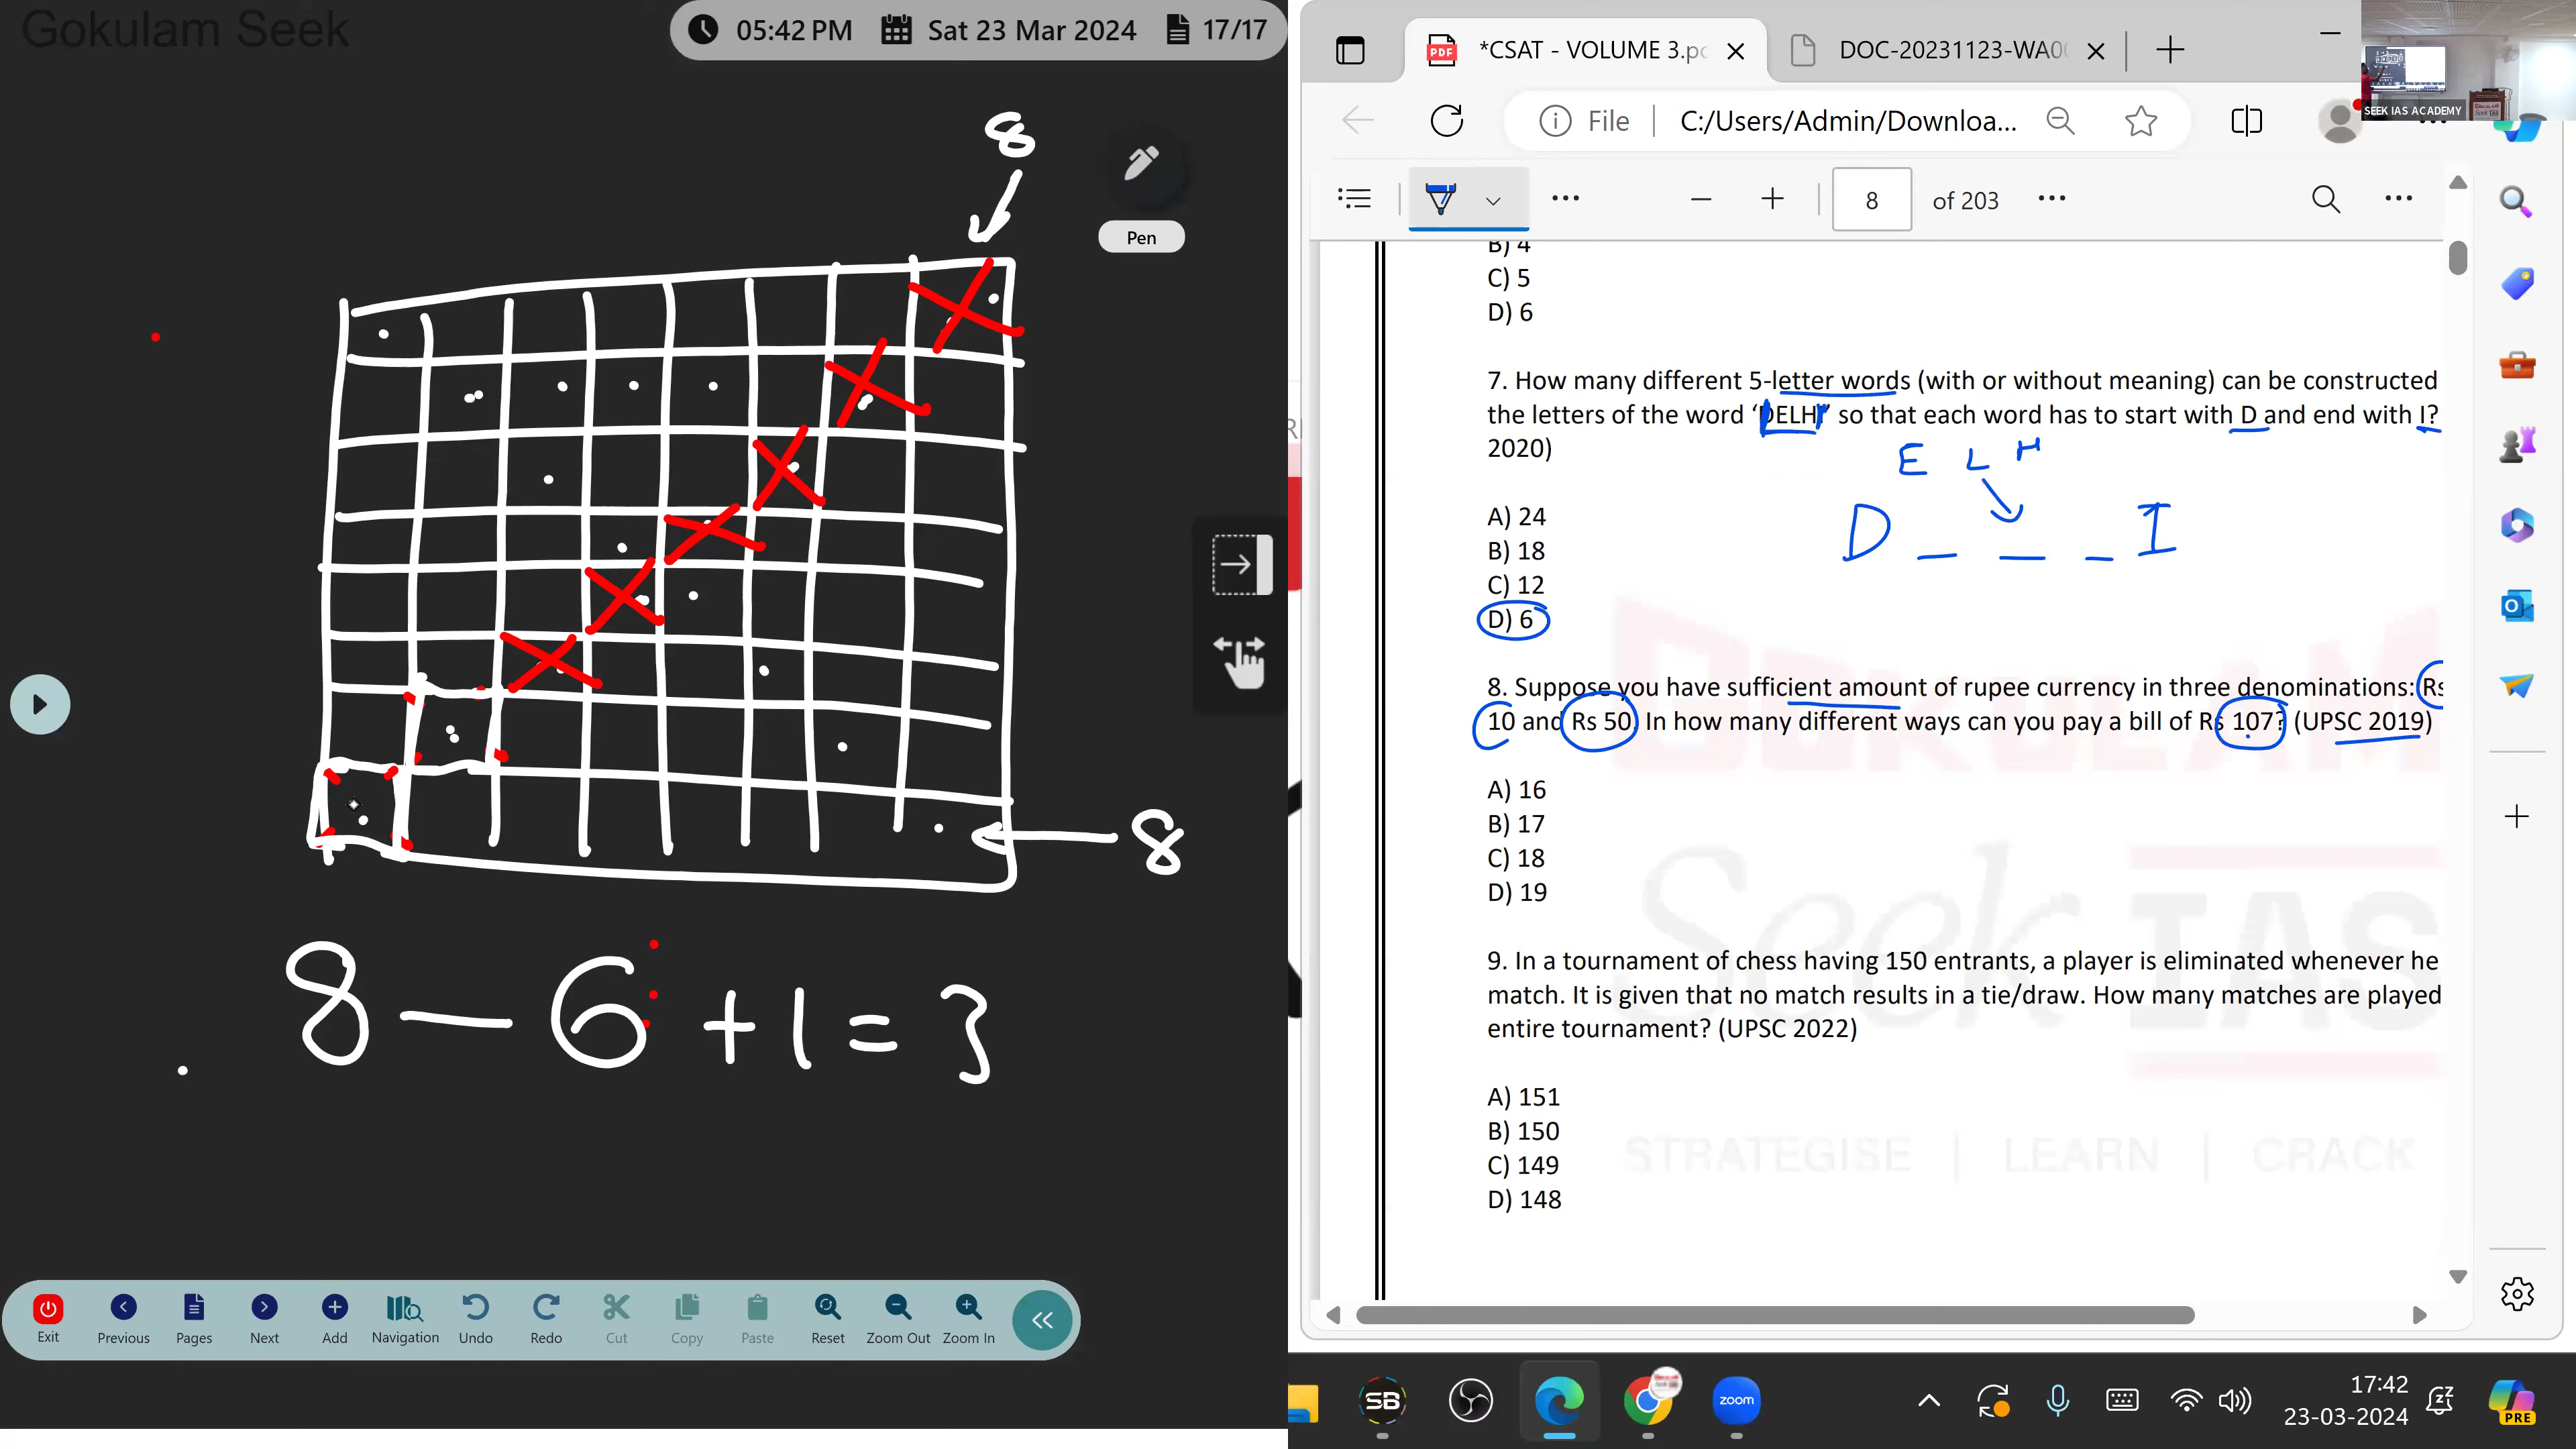 Gokulam Seek
05:42 PM Sat 23 Mar 2024 17/17
8
Pen
8
8 - 6 + 1 = 3
Exit Previous Pages Next Add Navigation Undo Redo Cut Copy Paste Reset Zoom Out Zoom In
*CSAT - VOLUME 3.p
DOC-20231123-WA0
SEEK IAS ACADEMY
File C:/Users/Admin/Downloa...
8 of 203
B) 4
C) 5
D) 6
7. How many different 5-letter words (with or without meaning) can be constructed
the letters of the word ‘DELHI’ so that each word has to start with D and end with I?
2020)
E L H
D _ _ _ I
A) 24
B) 18
C) 12
D) 6
8. Suppose you have sufficient amount of rupee currency in three denominations: Rs
10 and Rs 50. In how many different ways can you pay a bill of Rs 107? (UPSC 2019)
A) 16
B) 17
C) 18
D) 19
9. In a tournament of chess having 150 entrants, a player is eliminated whenever he
match. It is given that no match results in a tie/draw. How many matches are played
entire tournament? (UPSC 2022)
A) 151
B) 150
C) 149
D) 148
GOKULAM
Seek IAS
STRATEGISE | LEARN | CRACK
SB
zoom
17:42
23-03-2024
PRE